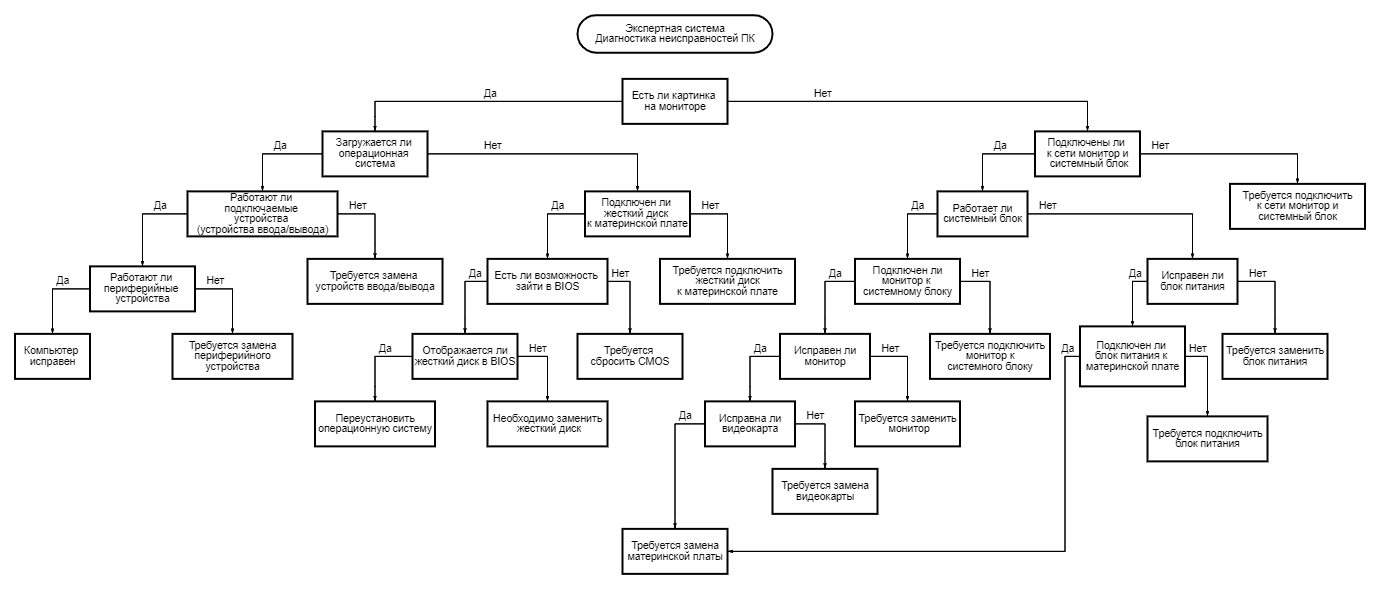 Экспертная система
Диагностика неисправностей ПК
Есть ли картинка
на мониторе
Да
Нет
Загружается ли
операционная
система
Подключены ли
к сети монитор и
системный блок
Да
Нет
Да
Нет
Работают ли
подключаемые
устройства
(устройства ввода/вывода)
Подключен ли
жесткий диск
к материнской плате
Работает ли
системный блок
Требуется подключить
к сети монитор и
системный блок
Да
Нет
Да
Нет
Да
Нет
Работают ли
периферийные
устройства
Требуется замена
устройств ввода/вывода
Есть ли возможность
зайти в BIOS
Требуется подключить
жесткий диск
к материнской плате
Подключен ли
монитор к
системному блоку
Исправен ли
блок питания
Да
Нет
Да
Нет
Да
Нет
Да
Нет
Компьютер
исправен
Требуется замена
периферийного
устройства
Отображается ли
жесткий диск в BIOS
Требуется
сбросить CMOS
Исправен ли
монитор
Требуется подключить
монитор к
системного блоку
Подключен ли
блок питания к
материнской плате
Требуется заменить
блок питания
Да
Нет
Да
Нет
Да
Нет
Переустановить
операционную систему
Необходимо заменить
жесткий диск
Исправна ли
видеокарта
Требуется заменить
монитор
Требуется подключить
блок питания
Да
Нет
Требуется замена
видеокарты
Требуется замена
материнской платы